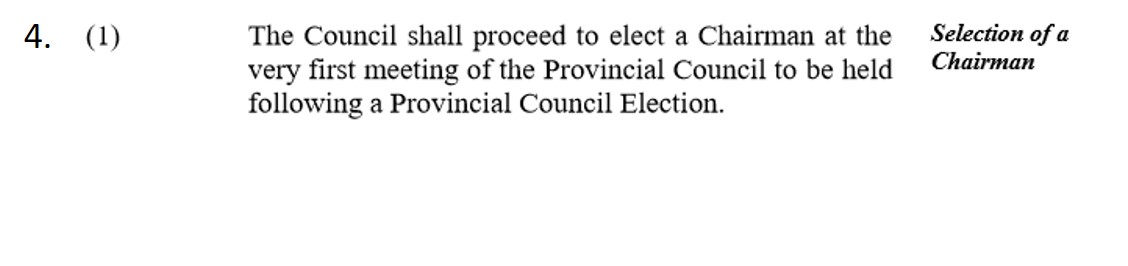 4. (1) The Council shall proceed to elect a Chairman at the
very first meeting of the Provincial Council to be held
following a Provincial Council Election.
Selection of a
Chairman